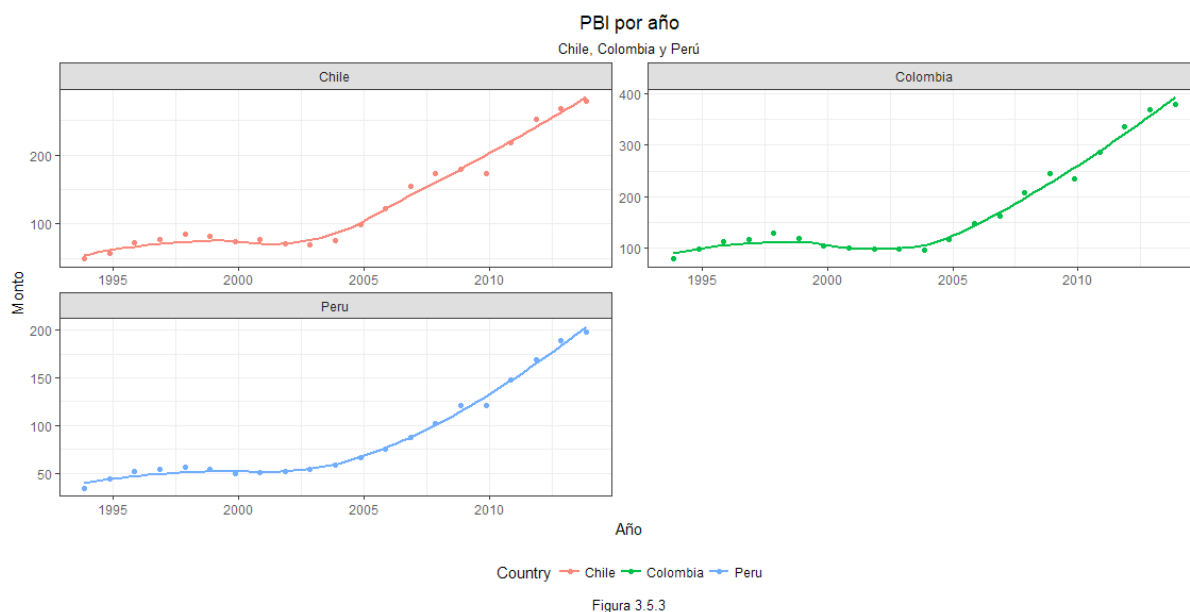 PBI por año
Chile, Colombia y Perú
Chile
Colombia
200
100
1995 2000 2005 2010
400
300
200
100
1995 2000 2005 2010
Monto
Peru
200
150
100
50
1995 2000 2005 2010
Año
Country Chile Colombia Peru
Figura 3.5.3